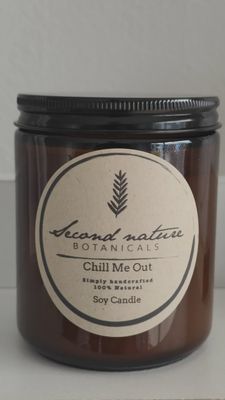 Second nature
BOTANICALS
Chill Me Out
Simply handcrafted
100% Natural
Soy Candle